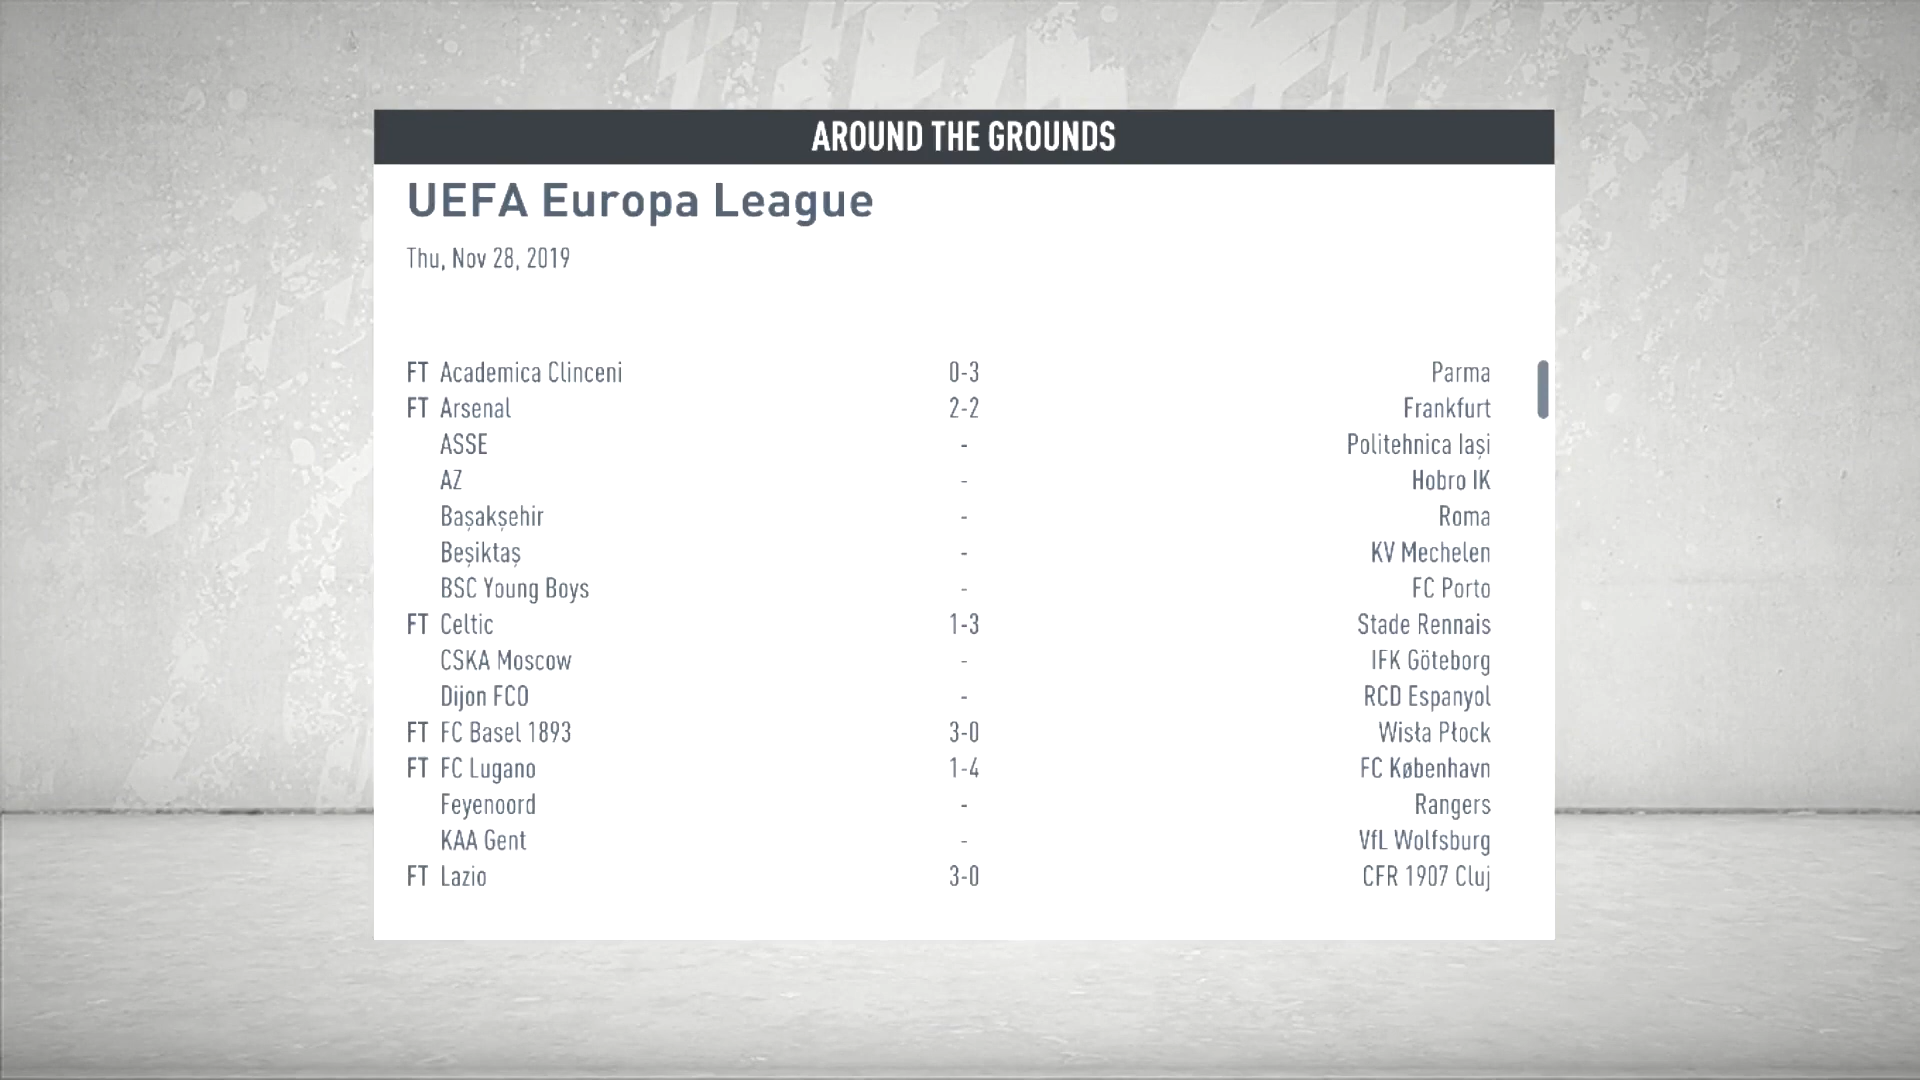 AROUND THE GROUNDS
UEFA Europa League
Thu, Nov 28, 2019
FT Academica Clinceni 0-3 Parma
FT Arsenal 2-2 Frankfurt
ASSE - Politehnica Iași
AZ - Hobro IK
Başakşehir - Roma
Beşiktaş - KV Mechelen
BSC Young Boys - FC Porto
FT Celtic 1-3 Stade Rennais
CSKA Moscow - IFK Göteborg
Dijon FCO - RCD Espanyol
FT FC Basel 1893 3-0 Wisła Płock
FT FC Lugano 1-4 FC København
Feyenoord - Rangers
KAA Gent - VfL Wolfsburg
FT Lazio 3-0 CFR 1907 Cluj